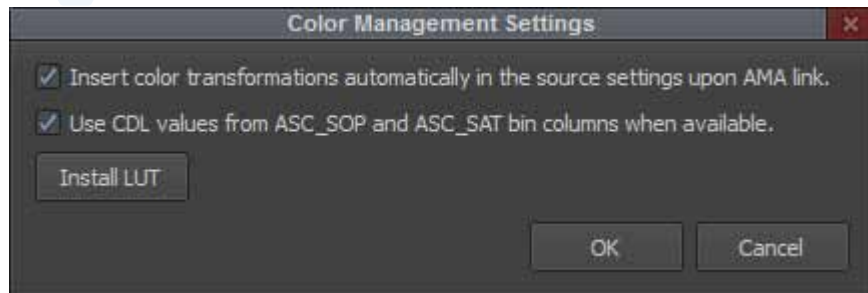 Color Management Settings
Insert color transformations automatically in the source settings upon AMA link.
Use CDL values from ASC_SOP and ASC_SAT bin columns when available.
Install LUT
OK Cancel